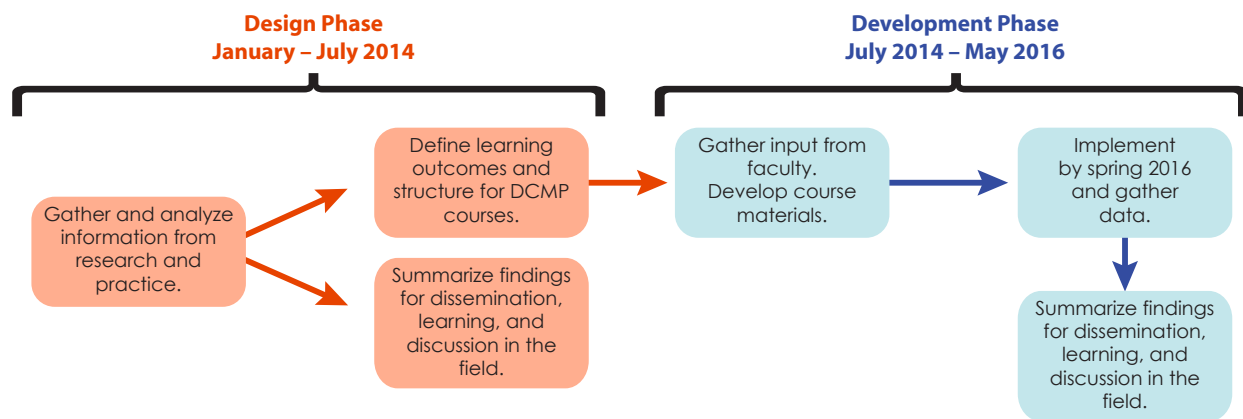 Design Phase
January – July 2014
Development Phase
July 2014 – May 2016
Gather and analyze
information from
research and
practice.
Define learning
outcomes and
structure for DCMP
courses.
Summarize findings
for dissemination,
learning, and
discussion in the
field.
Gather input from
faculty.
Develop course
materials.
Implement
by spring 2016
and gather
data.
Summarize findings
for dissemination,
learning, and
discussion in the
field.